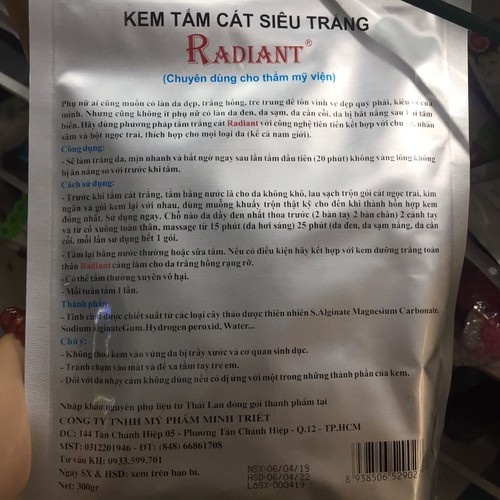 KEM TẮM CÁT SIÊU TRẮNG
RADIANT®
(Chuyên dùng cho thẩm mỹ viện)
Phụ nữ ai cũng muốn có làn da đẹp, trắng hồng, trẻ trung để tôn vinh vẻ đẹp quý phái, kiêu sa của
mình. Nhưng cũng không ít phụ nữ có làn da đen, da sạm, da cằn cỗi, da bị bắt nắng sau khi tắm
biển. Hãy dùng phương pháp tắm trắng cát Radiant với công nghệ tiên tiến kết hợp với nhân
sâm và bột ngọc trai, thích hợp cho mọi loại da (kể cả nam giới).
Công dụng:
- Sẽ làm trắng da, mịn nhanh và bất ngờ ngay sau lần tắm đầu tiên (20 phút) không vàng lông không
bị ăn nắng so với trước khi tắm.
Cách sử dụng:
- Trước khi tắm cát trắng, tắm bằng nước lã cho da không khô, lau sạch trộn gói cát ngọc trai, kim
ngân và gói kem lại với nhau, dùng muỗng khuấy trộn thật kỹ cho đến khi thành hỗn hợp kem
đồng nhất. Sử dụng ngay. Chỗ nào da dầy đen nhất thoa trước (2 bàn tay 2 bàn chân) 2 cánh tay
và từ cổ xuống toàn thân, massage từ 15 phút (da hơi sáng) 25 phút (da đen, da sạm nắng, da cằn
cỗi, mỗi lần sử dụng hết 1 gói.
- Tắm lại bằng nước thường hoặc sữa tắm. Nếu có điều kiện hãy kết hợp với kem dưỡng trắng toàn
thân Radiant càng làm cho da trắng hồng rạng rỡ.
- Có thể tắm thường xuyên vô hại.
- Mỗi tuần tắm 1 lần.
Thành phần:
- Tinh chất được chiết suất từ các loại cây thảo dược thiên nhiên S.Alginate Magnesium Carbonate.
Sodium alginateGum.Hydrogen peroxid, Water...
Chú ý:
- Không thoa kem vào vùng da bị trầy xước và cơ quan sinh dục.
- Tránh chạm vào mắt và để xa tầm tay trẻ em.
- Đối với da nhạy cảm không dùng nếu có dị ứng với một trong những thành phần của kem.
Nhập khẩu nguyên phụ liệu từ Thái Lan đóng gói thành phẩm tại
CÔNG TY TNHH MỸ PHẨM MINH TRIẾT
DC: 144 Tân Chánh Hiệp 05 - Phường Tân Chánh Hiệp - Q.12 - TP.HCM
MST: 0312201946 - ĐT: (848) 66861708
Tư vấn KH: 0933.599.701
Ngày SX & HSD: xem trên bao bì.
Net: 300gr
NSX:06/04/19
HSD:06/04/22
LôSX-000419
8 938506 52902